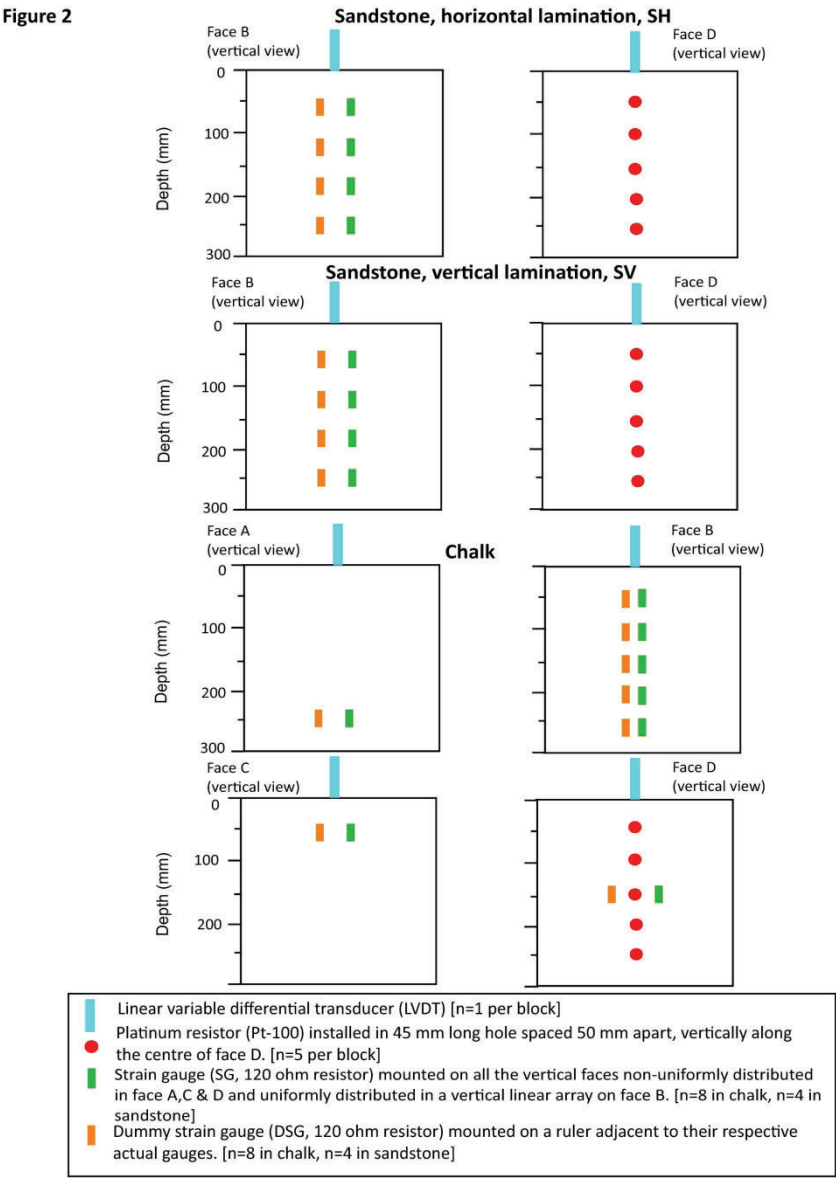 Figure 2
Sandstone, horizontal lamination, SH
Face B
(vertical view)
Face D
(vertical view)
0
100
200
300
Depth (mm)
Sandstone, vertical lamination, SV
Face B
(vertical view)
Face D
(vertical view)
0
100
200
300
Depth (mm)
Chalk
Face A
(vertical view)
Face B
(vertical view)
0
100
200
300
Depth (mm)
Face C
(vertical view)
Face D
(vertical view)
0
100
200
Depth (mm)
Linear variable differential transducer (LVDT) [n=1 per block]
Platinum resistor (Pt-100) installed in 45 mm long hole spaced 50 mm apart, vertically along
the centre of face D. [n=5 per block]
Strain gauge (SG, 120 ohm resistor) mounted on all the vertical faces non-uniformly distributed
in face A,C & D and uniformly distributed in a vertical linear array on face B. [n=8 in chalk, n=4 in
sandstone]
Dummy strain gauge (DSG, 120 ohm resistor) mounted on a ruler adjacent to their respective
actual gauges. [n=8 in chalk, n=4 in sandstone]